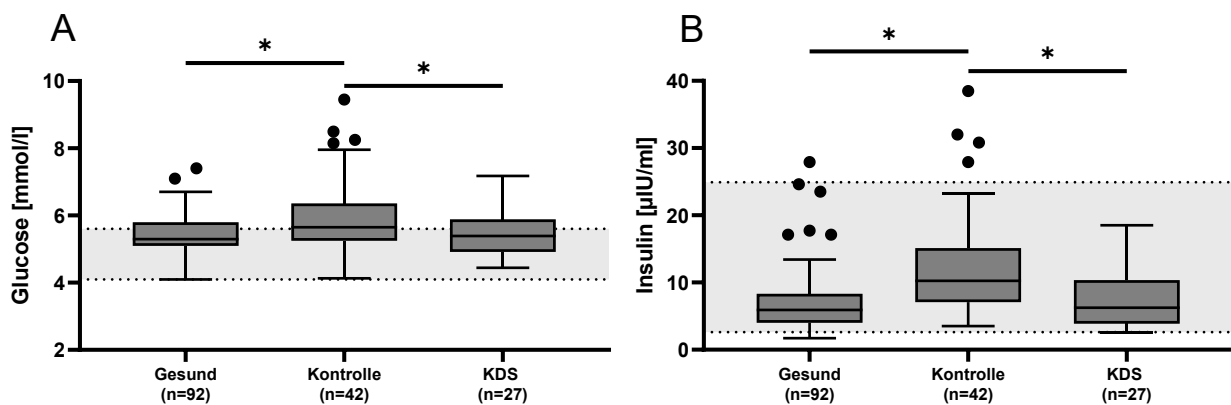 A
B
*
*
*
*
Glucose [mmol/l]
10
8
6
4
2
Gesund
(n=92)
Kontrolle
(n=42)
KDS
(n=27)
Insulin [µIU/ml]
40
30
20
10
0
Gesund
(n=92)
Kontrolle
(n=42)
KDS
(n=27)